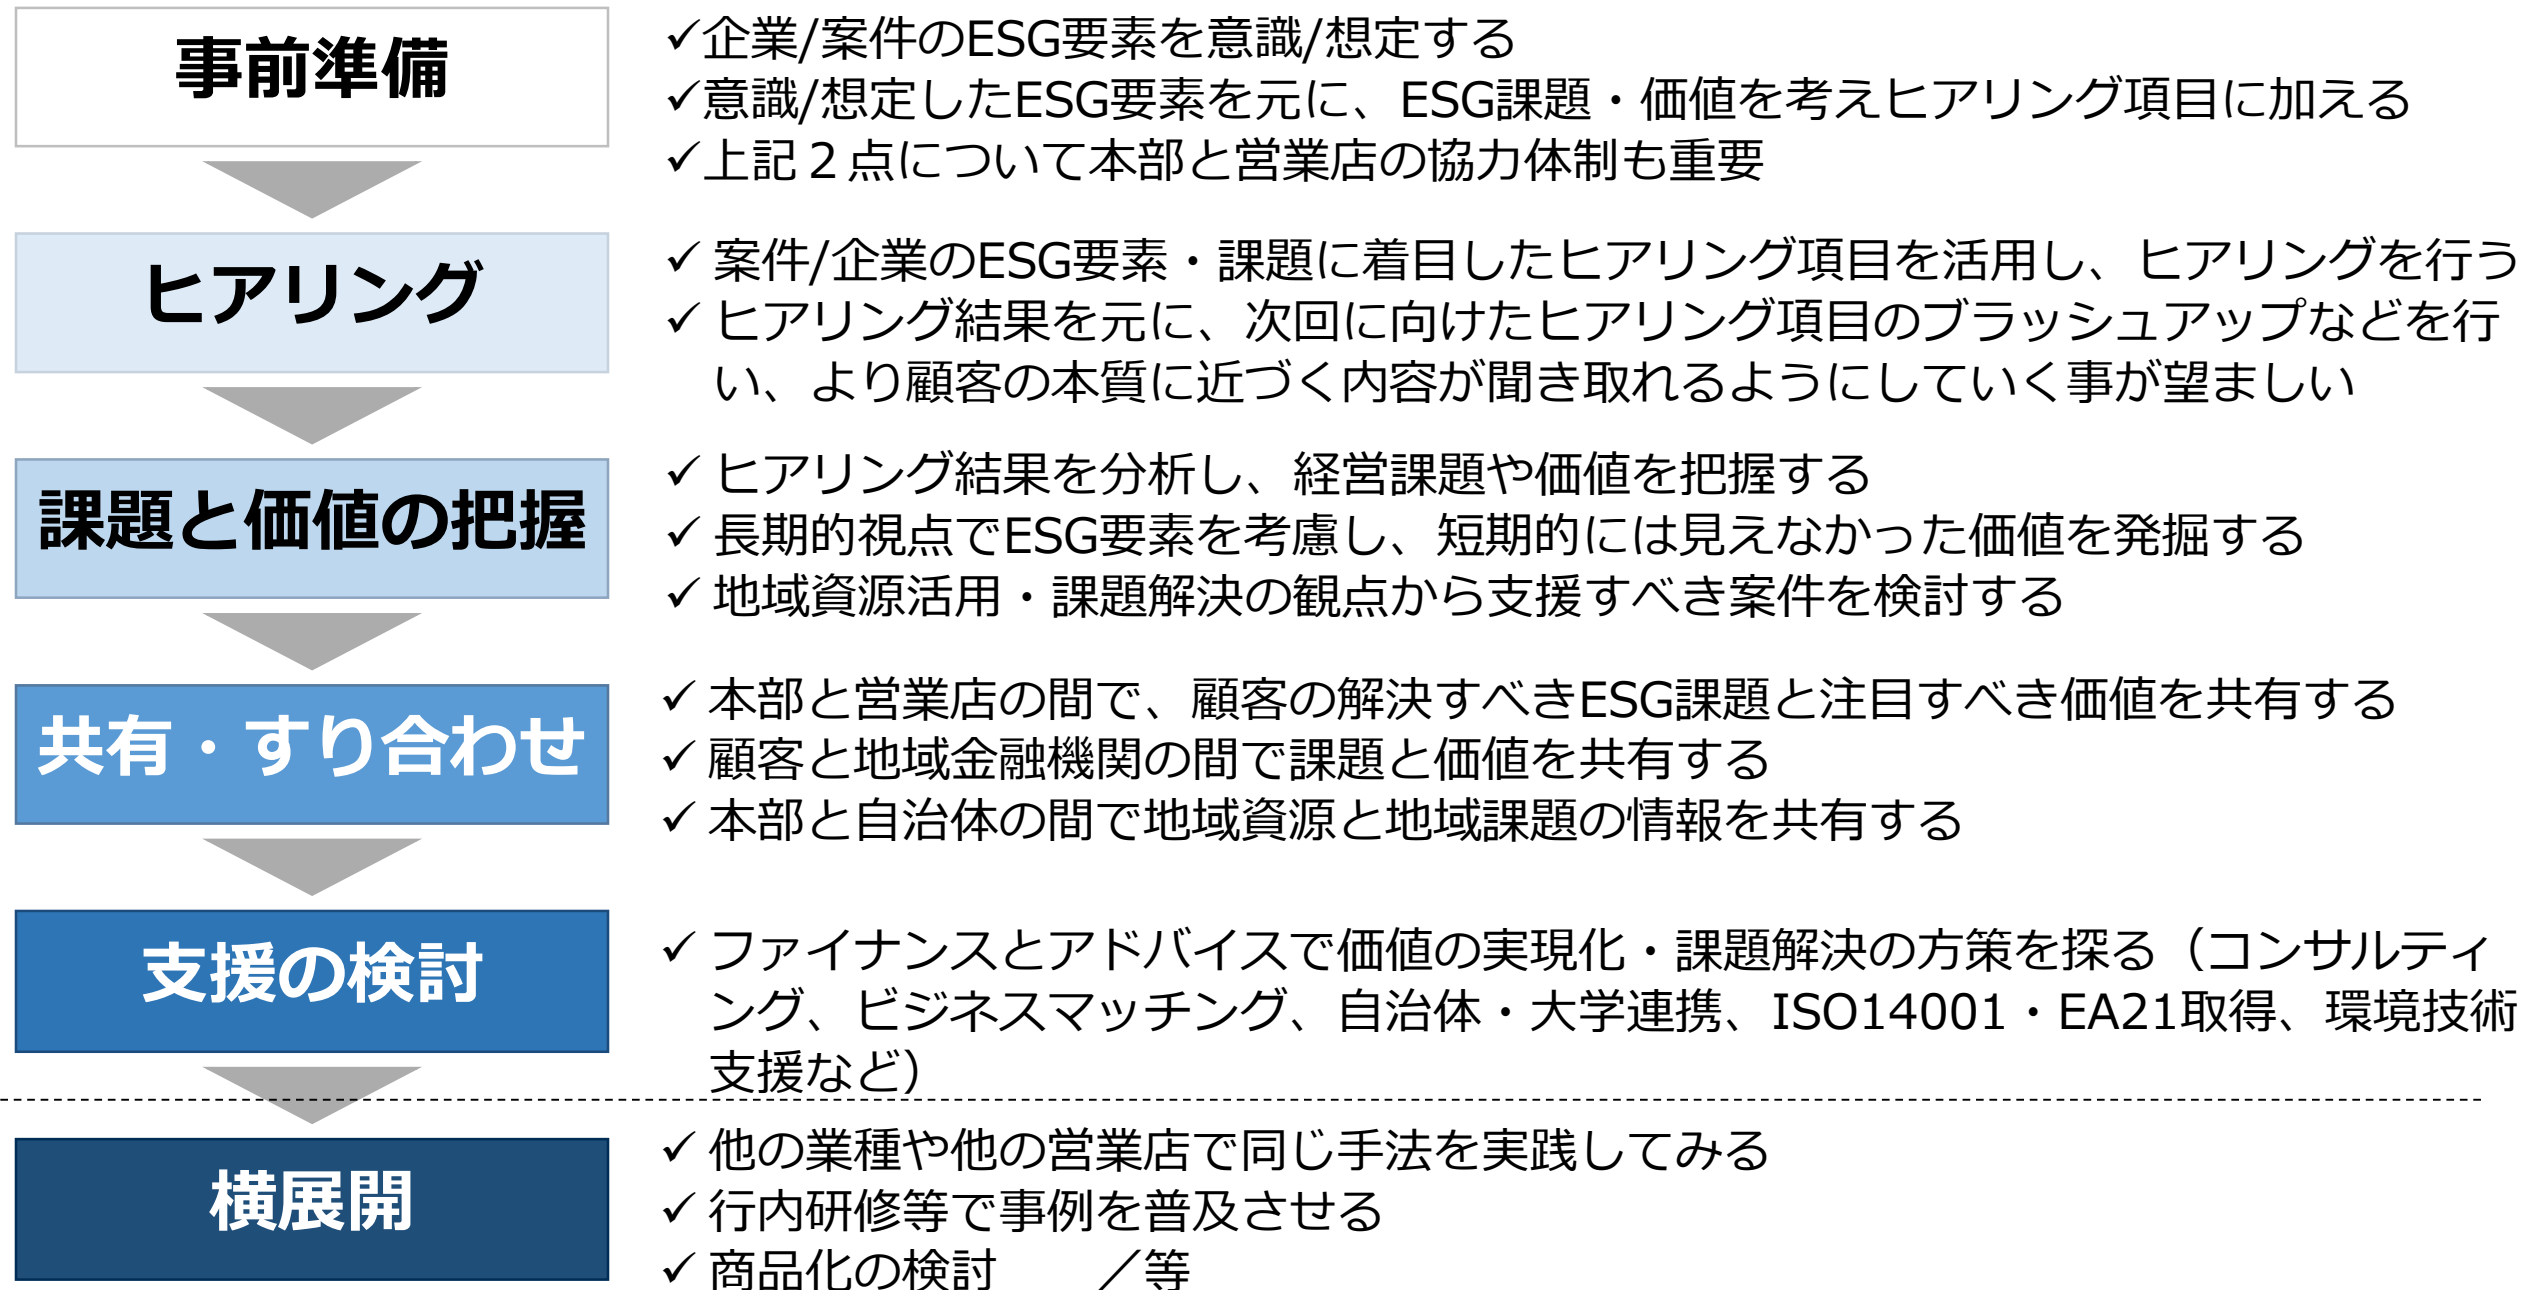 事前準備
✓企業/案件のESG要素を意識/想定する
✓意識/想定したESG要素を元に、ESG課題・価値を考えヒアリング項目に加える
✓上記２点について本部と営業店の協力体制も重要
ヒアリング
✓ 案件/企業のESG要素・課題に着目したヒアリング項目を活用し、ヒアリングを行う
✓ ヒアリング結果を元に、次回に向けたヒアリング項目のブラッシュアップなどを行
い、より顧客の本質に近づく内容が聞き取れるようにしていく事が望ましい
課題と価値の把握
✓ ヒアリング結果を分析し、経営課題や価値を把握する
✓ 長期的視点でESG要素を考慮し、短期的には見えなかった価値を発掘する
✓ 地域資源活用・課題解決の観点から支援すべき案件を検討する
共有・すり合わせ
✓ 本部と営業店の間で、顧客の解決すべきESG課題と注目すべき価値を共有する
✓ 顧客と地域金融機関の間で課題と価値を共有する
✓ 本部と自治体の間で地域資源と地域課題の情報を共有する
支援の検討
✓ ファイナンスとアドバイスで価値の実現化・課題解決の方策を探る（コンサルティ
ング、ビジネスマッチング、自治体・大学連携、ISO14001・EA21取得、環境技術
支援など）
横展開
✓ 他の業種や他の営業店で同じ手法を実践してみる
✓ 行内研修等で事例を普及させる
✓ 商品化の検討　　／等